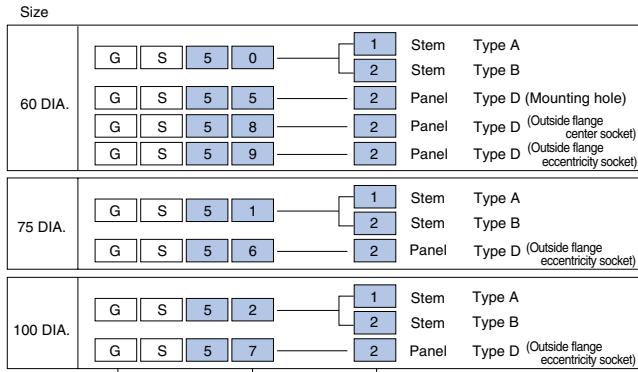 Size
60 DIA.
G S 5 0 1 Stem Type A
2 Stem Type B
G S 5 5 2 Panel Type D (Mounting hole)
G S 5 8 2 Panel Type D (Outside flange
center socket)
G S 5 9 2 Panel Type D (Outside flange
eccentricity socket)
75 DIA.
G S 5 1 1 Stem Type A
2 Stem Type B
G S 5 6 2 Panel Type D (Outside flange
eccentricity socket)
100 DIA.
G S 5 2 1 Stem Type A
2 Stem Type B
G S 5 7 2 Panel Type D (Outside flange
eccentricity socket)